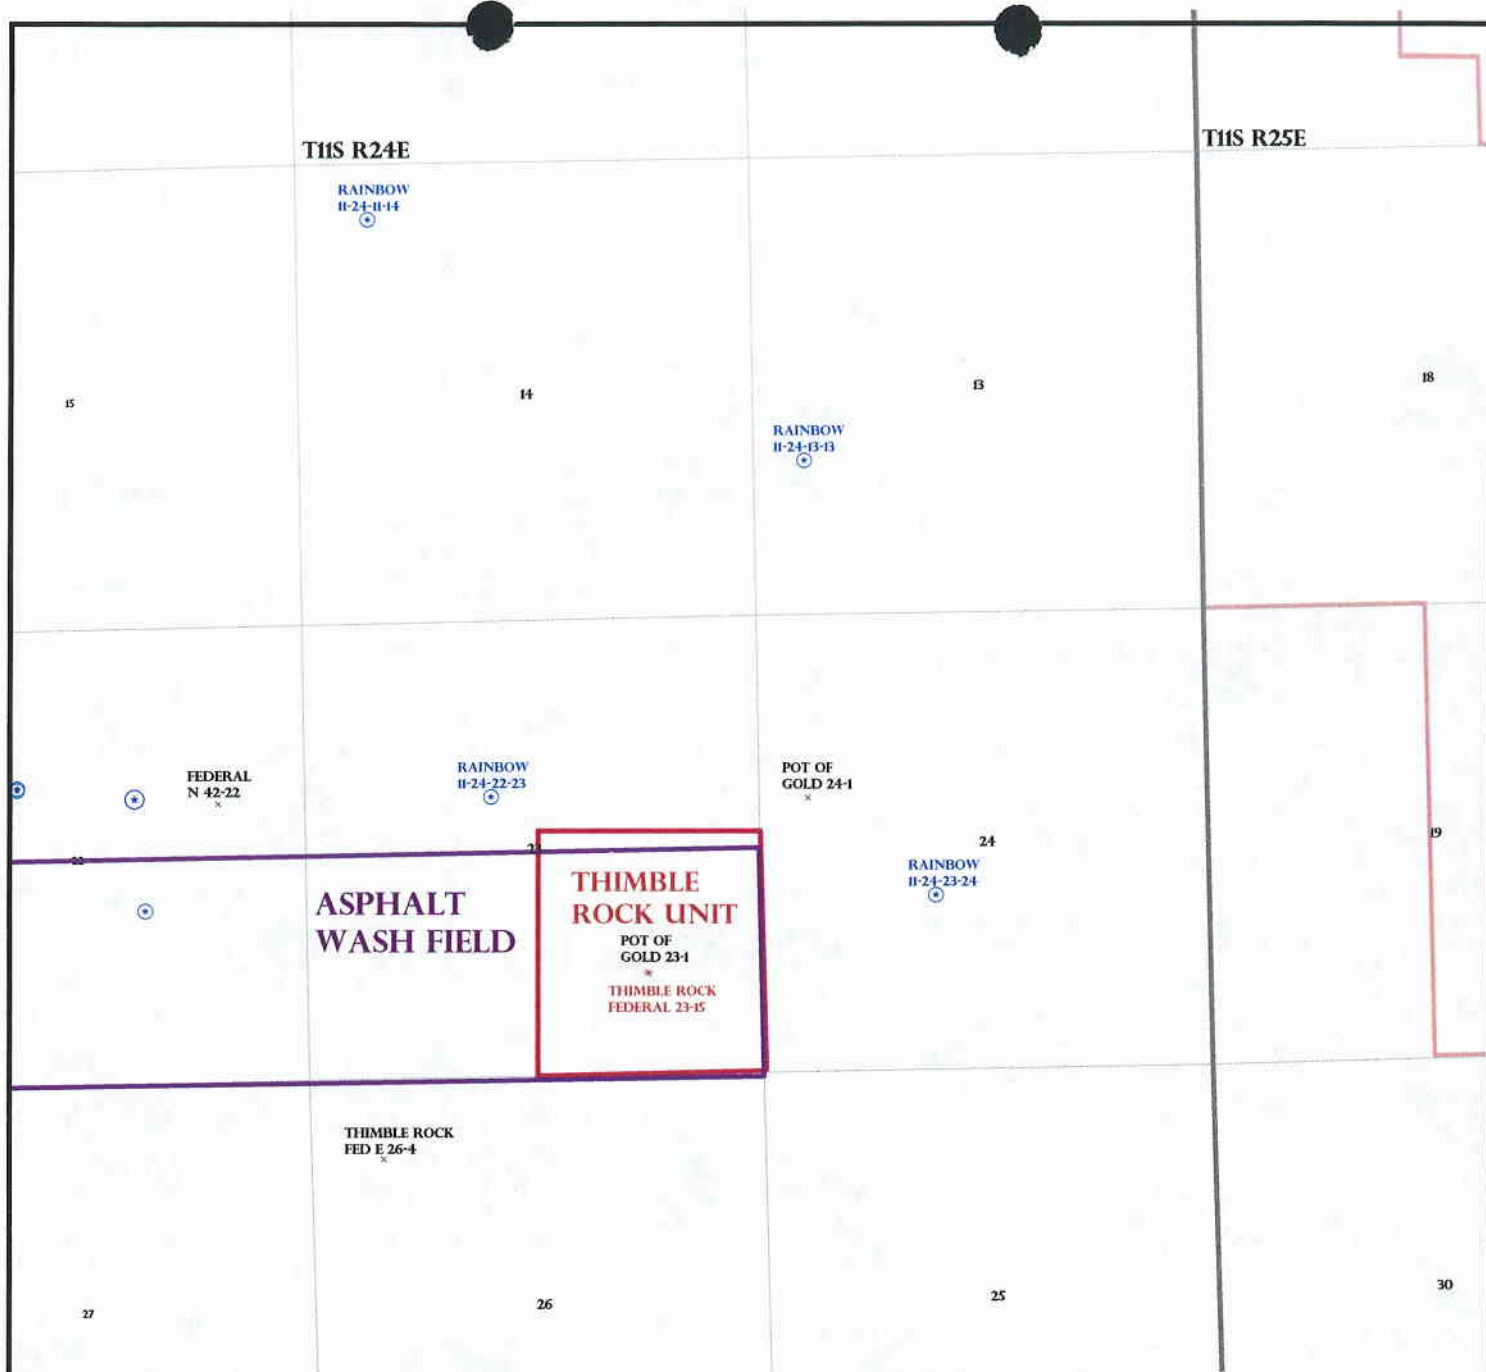 T11S R24E
T11S R25E
RAINBOW
11-24-11-14
15
14
13
18
RAINBOW
11-24-13-13
FEDERAL
N 42-22
RAINBOW
11-24-22-23
POT OF
GOLD 24-1
22
23
24
19
ASPHALT
WASH FIELD
THIMBLE
ROCK UNIT
POT OF
GOLD 23-1
THIMBLE ROCK
FEDERAL 23-15
RAINBOW
11-24-23-24
THIMBLE ROCK
FED E 26-4
27
26
25
30